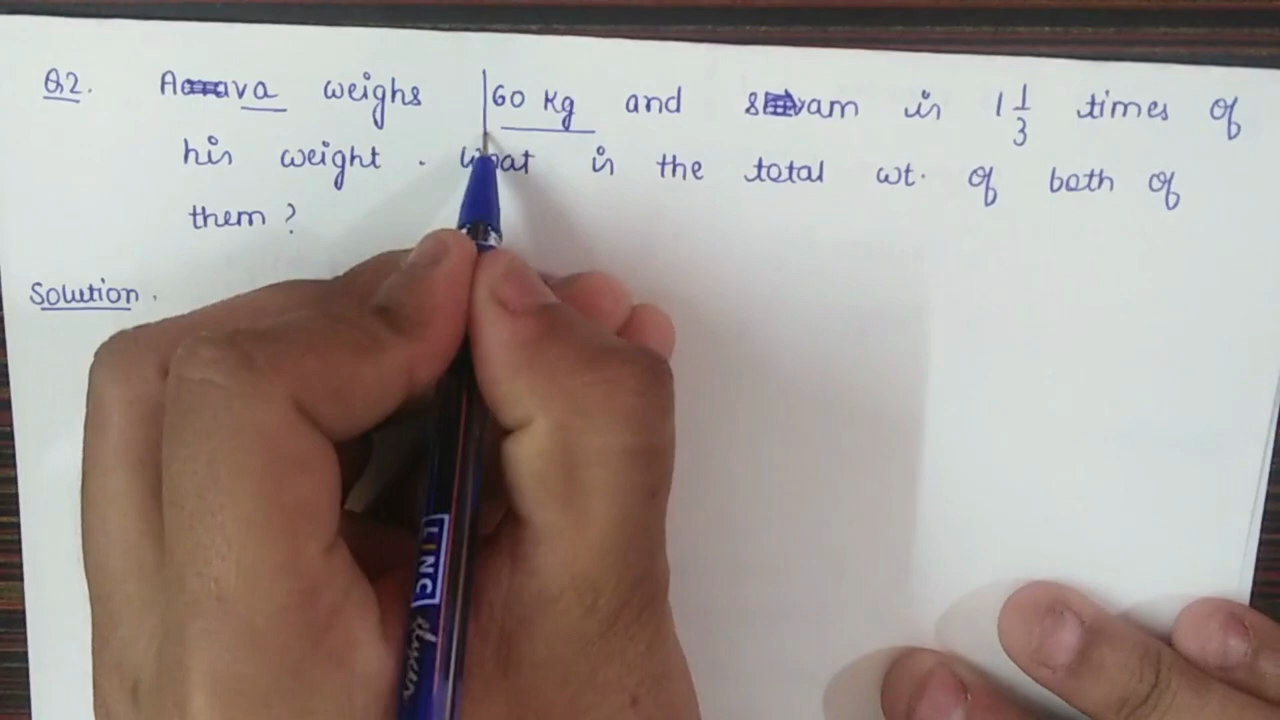 Q2. weighs 60 Kg and is 1 1/3 times of
his weight. What is the total wt. of both of
them?
Solution.
LINC